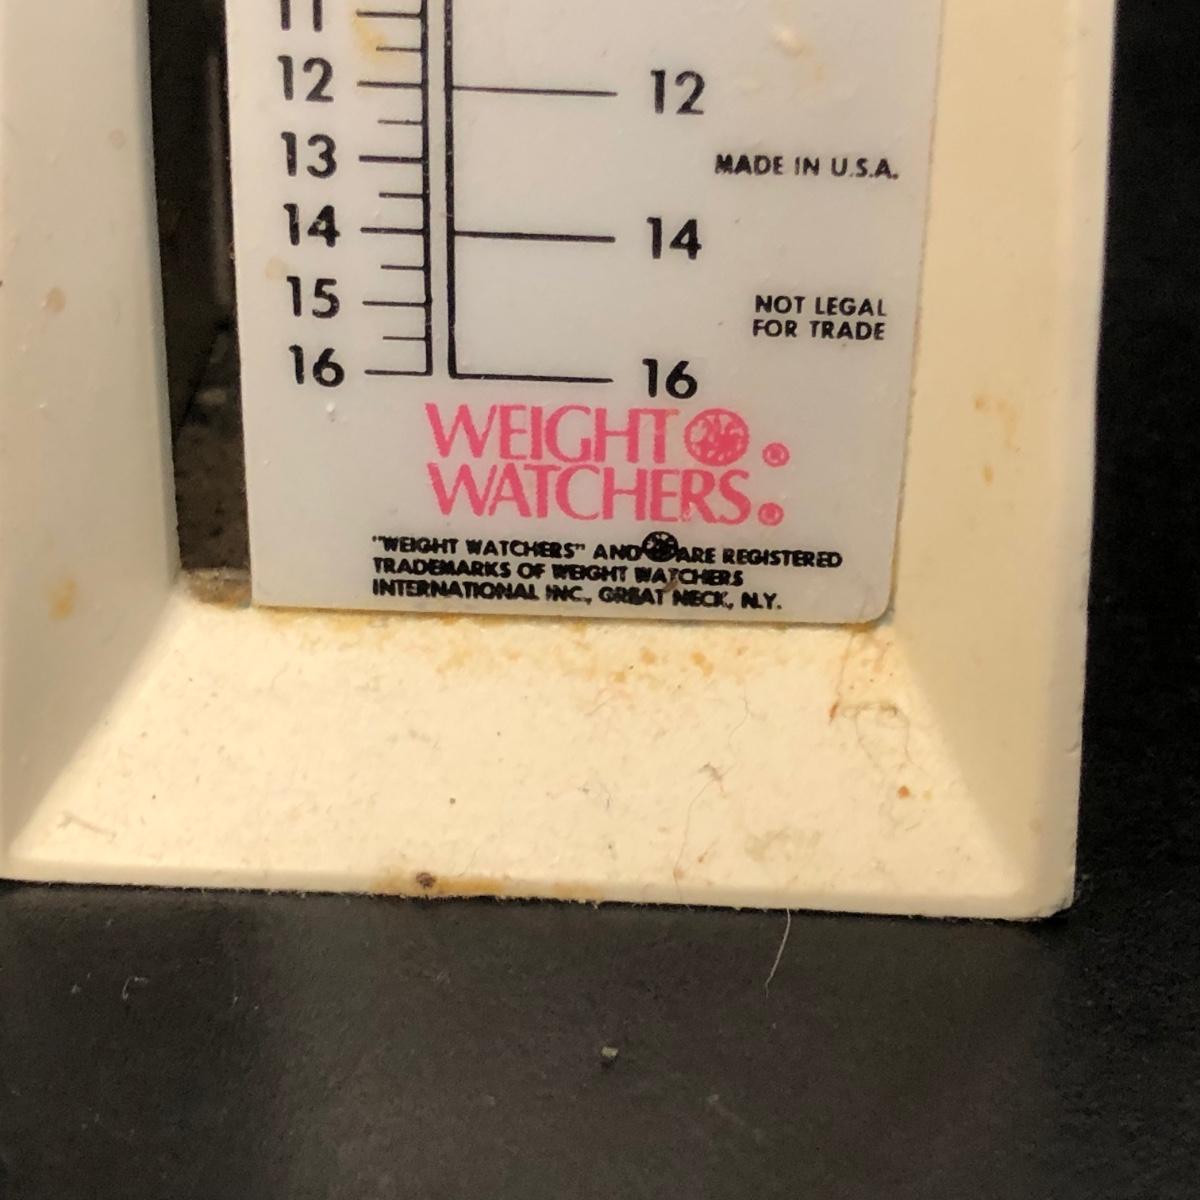 11
12 12
13
MADE IN U.S.A.
14 14
15
NOT LEGAL
FOR TRADE
16 16
WEIGHT ®
WATCHERS ®
"WEIGHT WATCHERS" AND ARE REGISTERED
TRADEMARKS OF WEIGHT WATCHERS
INTERNATIONAL INC., GREAT NECK, N.Y.